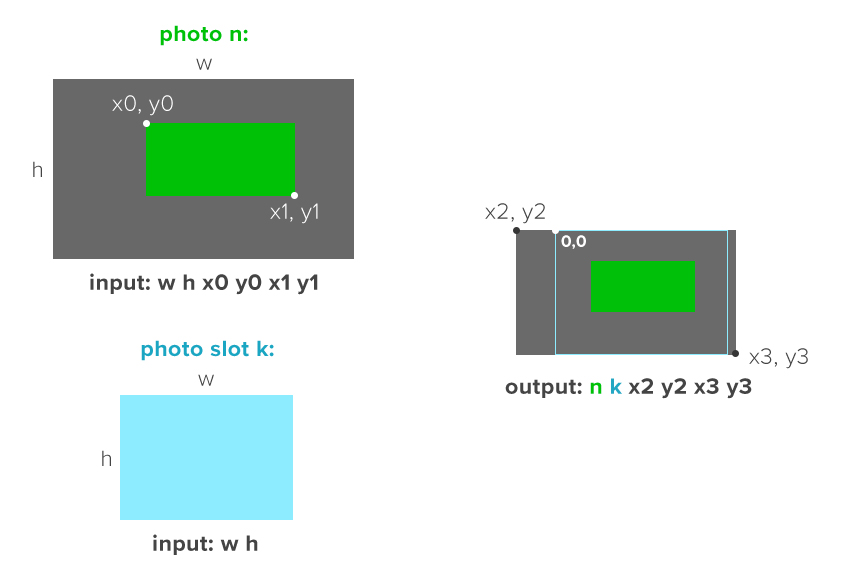 photo n:
w
x0, y0
h
x1, y1
input: w h x0 y0 x1 y1
photo slot k:
w
h
input: w h
x2, y2
0,0
x3, y3
output: n k x2 y2 x3 y3